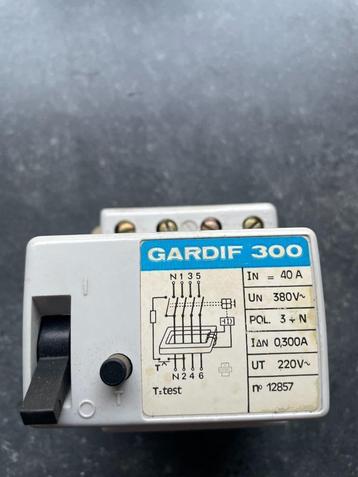 GARDIF 300
N 1 3 5
T
N 2 4 6
T:test
IN = 40 A
UN 380V~
POL. 3+N
IΔN 0,300A
UT 220V~
nº 12857
I
O
T